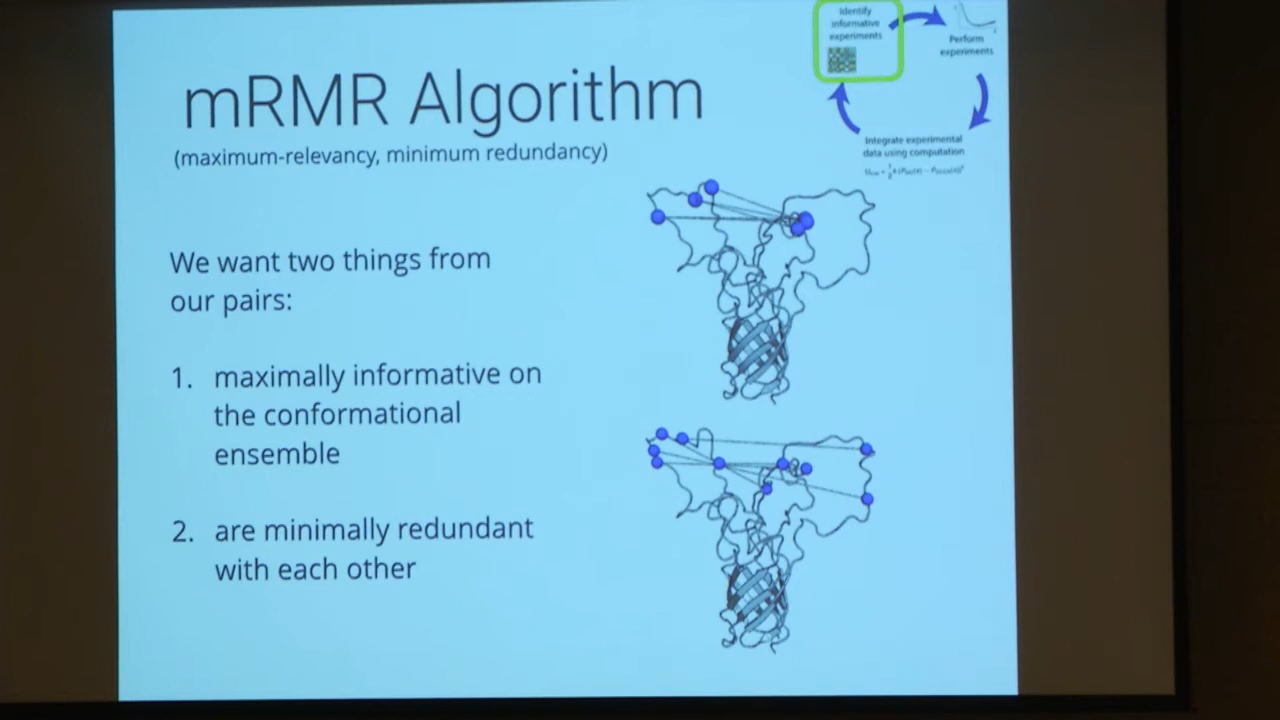 mRMR Algorithm
(maximum-relevancy, minimum redundancy)
We want two things from
our pairs:
1. maximally informative on
the conformational
ensemble
2. are minimally redundant
with each other
Identify
informative
experiments
Perform
experiments
Integrate experimental
data using computation